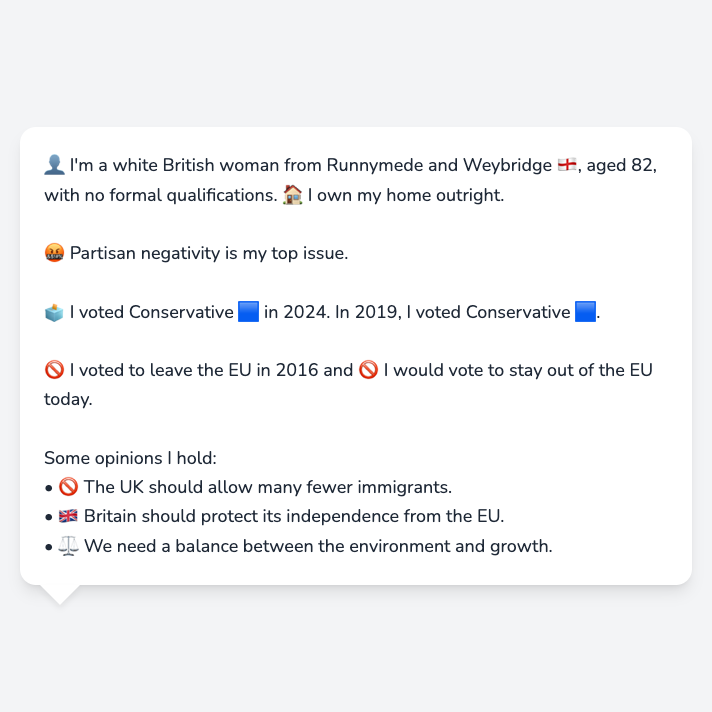 👤 I'm a white British woman from Runnymede and Weybridge 🏴󠁧󠁢󠁥󠁮󠁧󠁿, aged 82,
with no formal qualifications. 🏠 I own my home outright.
🤬 Partisan negativity is my top issue.
🗳️ I voted Conservative 🟦 in 2024. In 2019, I voted Conservative 🟦.
🚫 I voted to leave the EU in 2016 and 🚫 I would vote to stay out of the EU
today.
Some opinions I hold:
• 🚫 The UK should allow many fewer immigrants.
• 🇬🇧 Britain should protect its independence from the EU.
• ⚖️ We need a balance between the environment and growth.